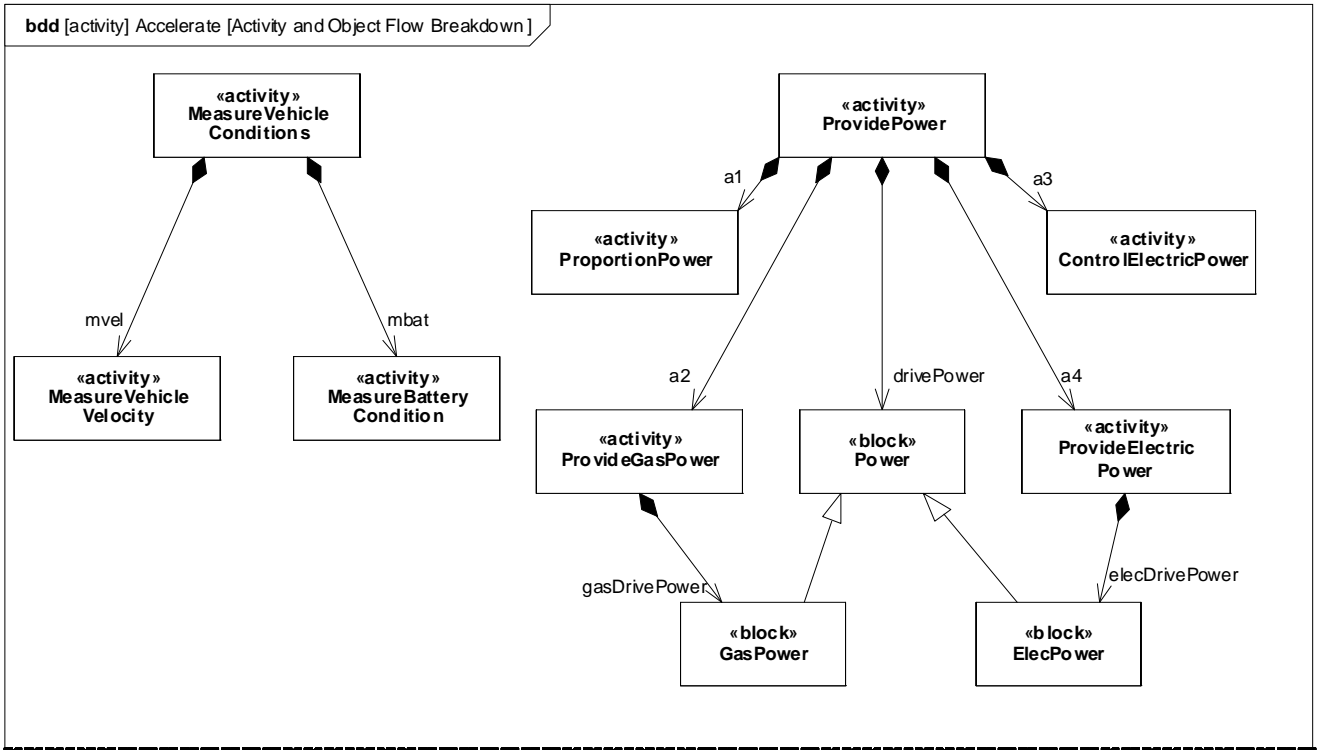 bdd [activity] Accelerate [Activity and Object Flow Breakdown]
«activity»
MeasureVehicle
Conditions
«activity»
ProvidePower
a1
a3
«activity»
ProportionPower
«activity»
ControlElectricPower
mvel
mbat
«activity»
MeasureVehicle
Velocity
«activity»
MeasureBattery
Condition
a2
drivePower
a4
«activity»
ProvideGasPower
«block»
Power
«activity»
ProvideElectric
Power
gasDrivePower
elecDrivePower
«block»
GasPower
«block»
ElecPower